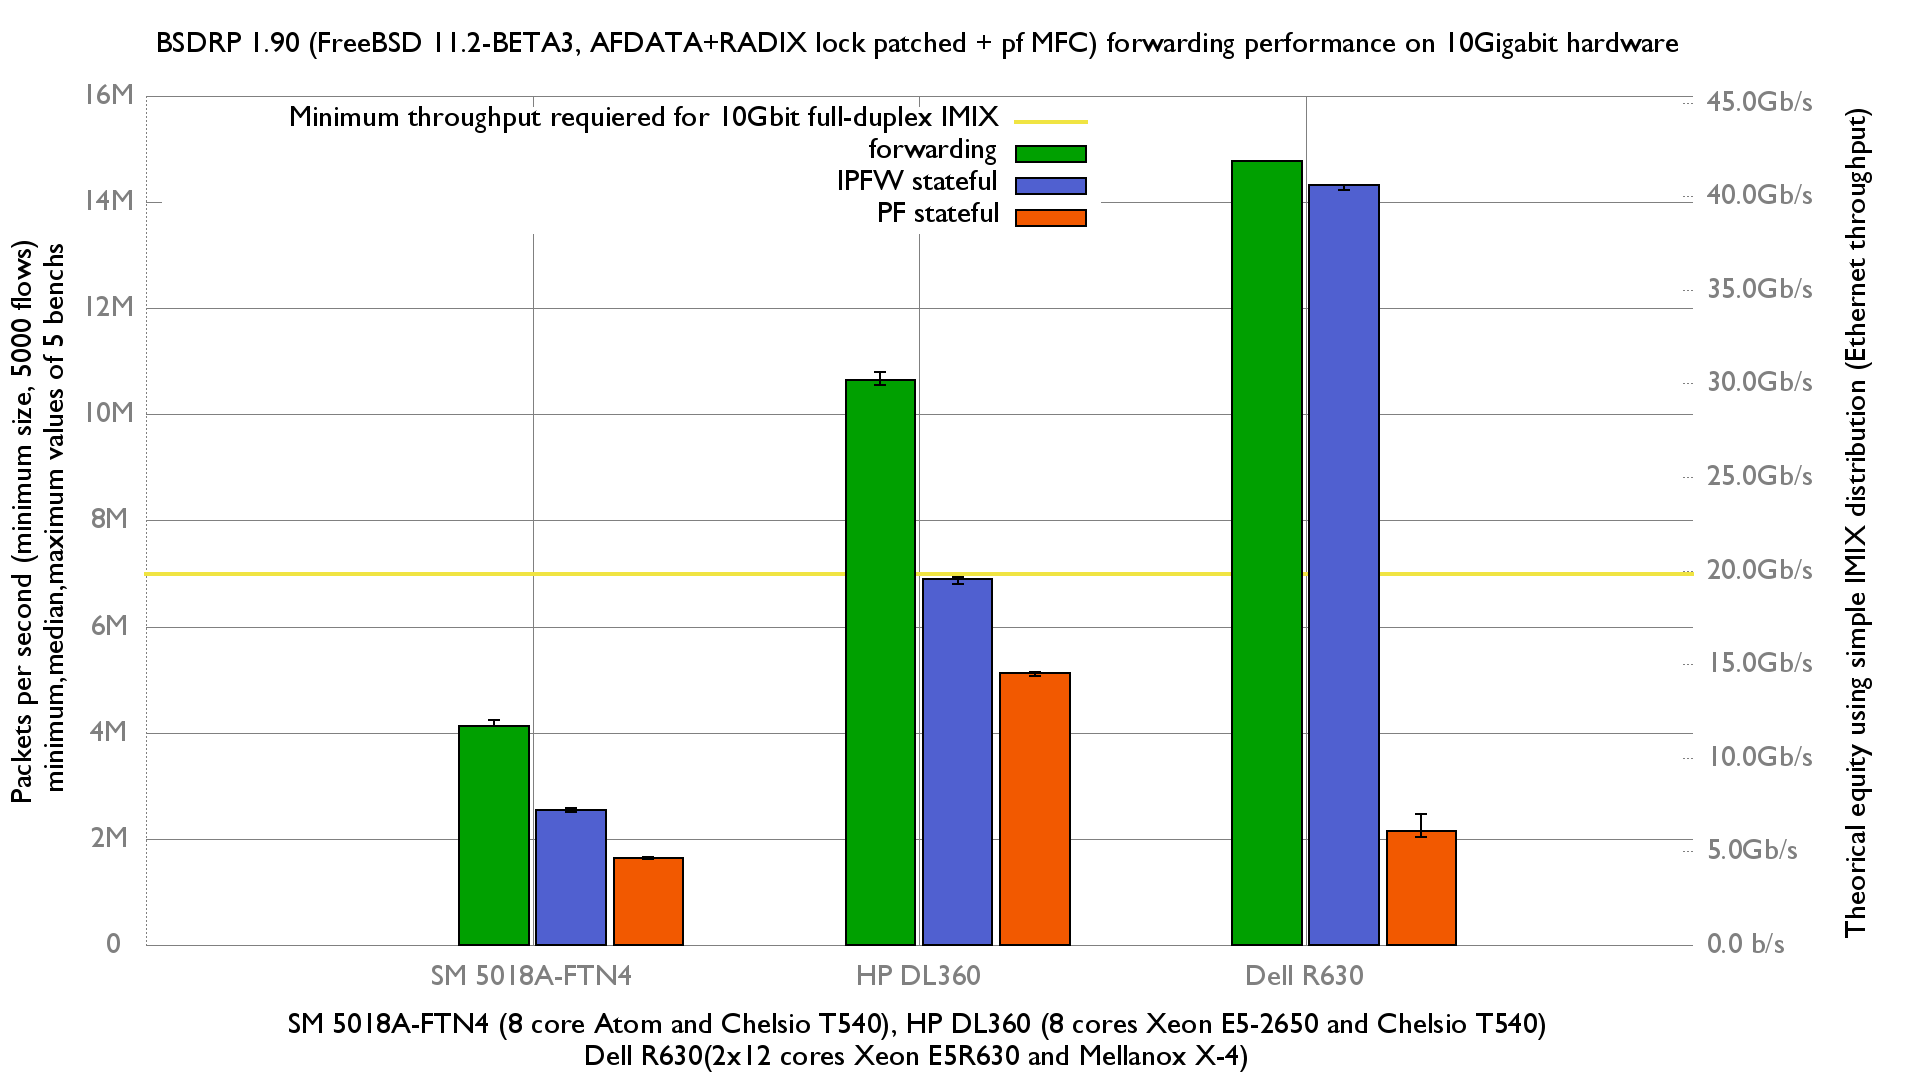 BSDRP 1.90 (FreeBSD 11.2-BETA3, AFDATA+RADIX lock patched + pf MFC) forwarding performance on 10Gigabit hardware
Minimum throughput requiered for 10Gbit full-duplex IMIX
forwarding
IPFW stateful
PF stateful
16M
14M
12M
10M
8M
6M
4M
2M
0
Packets per second (minimum size, 5000 flows)
minimum,median,maximum values of 5 benchs
45.0Gb/s
40.0Gb/s
35.0Gb/s
30.0Gb/s
25.0Gb/s
20.0Gb/s
15.0Gb/s
10.0Gb/s
5.0Gb/s
0.0 b/s
Theorical equity using simple IMIX distribution (Ethernet throughput)
SM 5018A-FTN4
HP DL360
Dell R630
SM 5018A-FTN4 (8 core Atom and Chelsio T540), HP DL360 (8 cores Xeon E5-2650 and Chelsio T540)
Dell R630(2x12 cores Xeon E5R630 and Mellanox X-4)